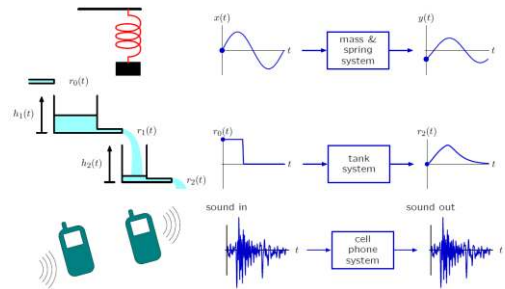 x(t)
t
mass &
spring
system
y(t)
t
r₀(t)
h₁(t)
r₁(t)
h₂(t)
r₂(t)
r₀(t)
t
tank
system
r₂(t)
t
sound in
t
cell
phone
system
sound out
t